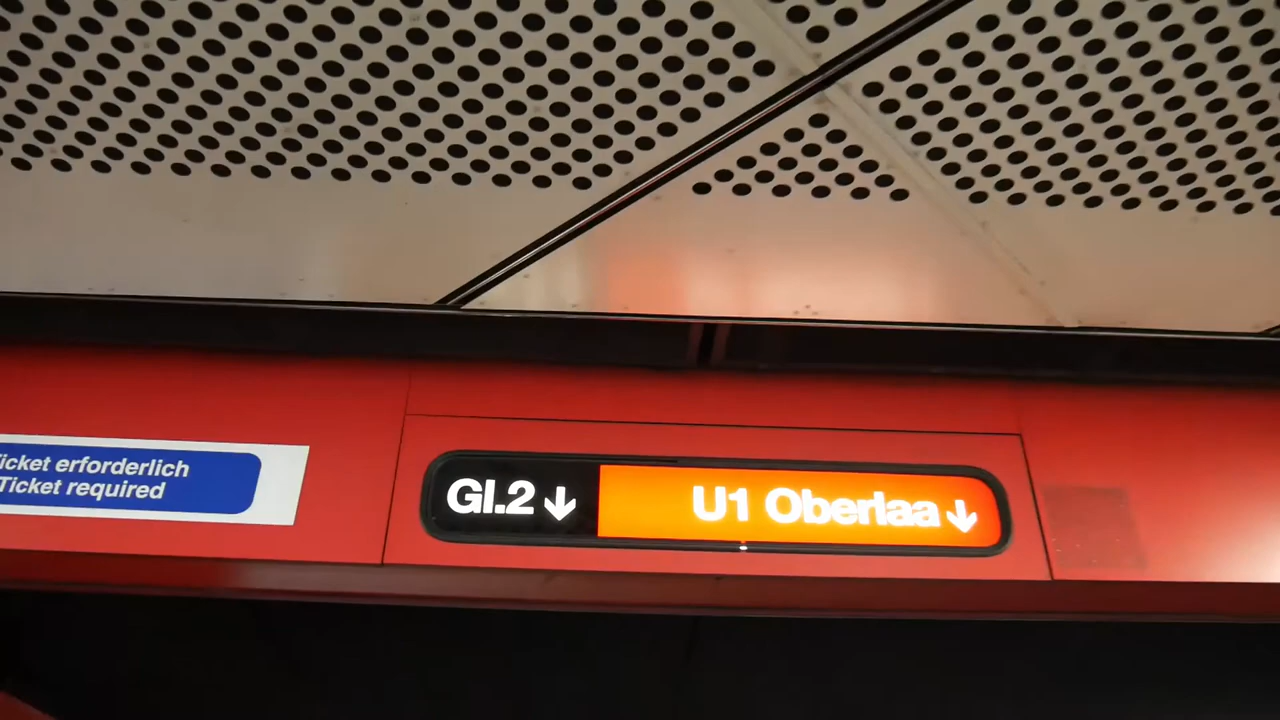 icket erforderlich
Ticket required
Gl.2 ↓
U1 Oberlaa ↓